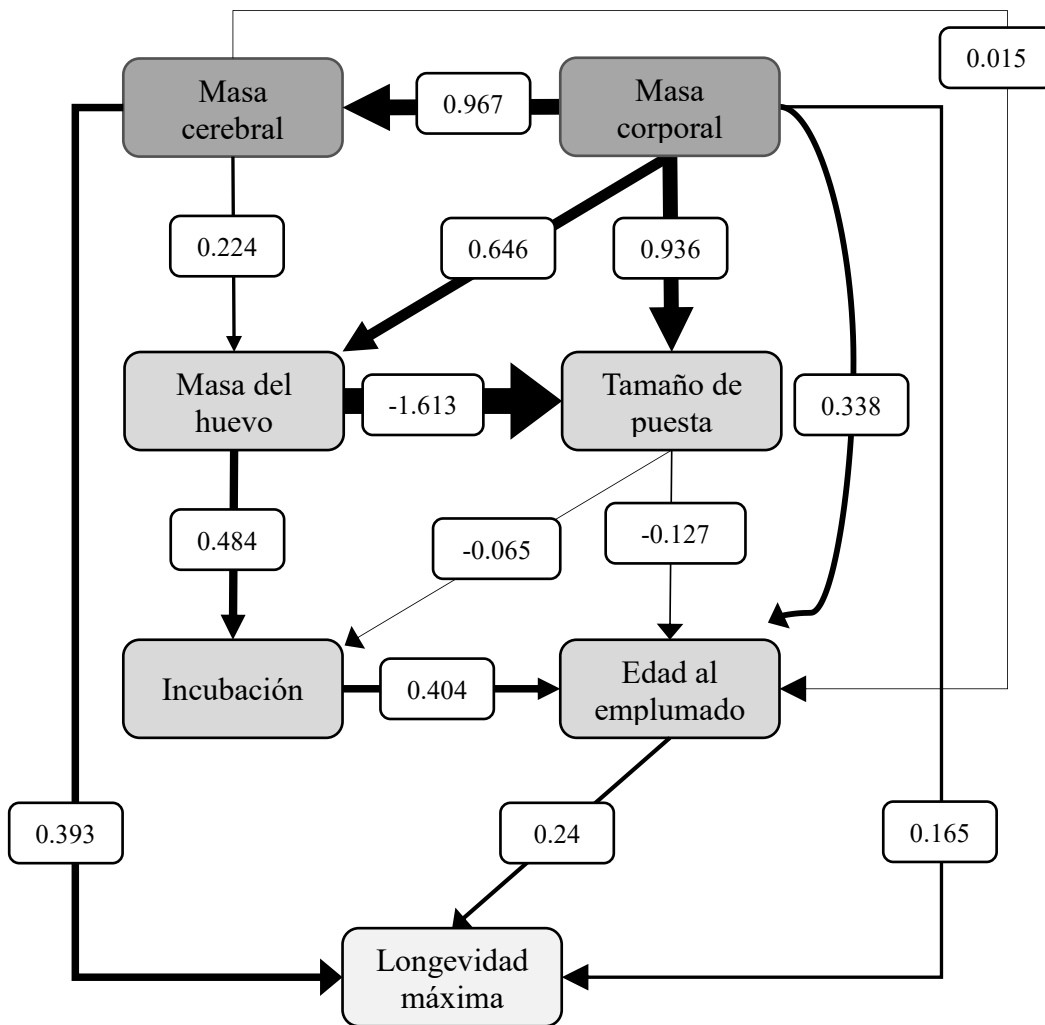 0.015
Masa
cerebral
0.967
Masa
corporal
0.224
0.646
0.936
Masa del
huevo
-1.613
Tamaño de
puesta
0.338
0.484
-0.065
-0.127
Incubación
0.404
Edad al
emplumado
0.393
0.24
0.165
Longevidad
máxima